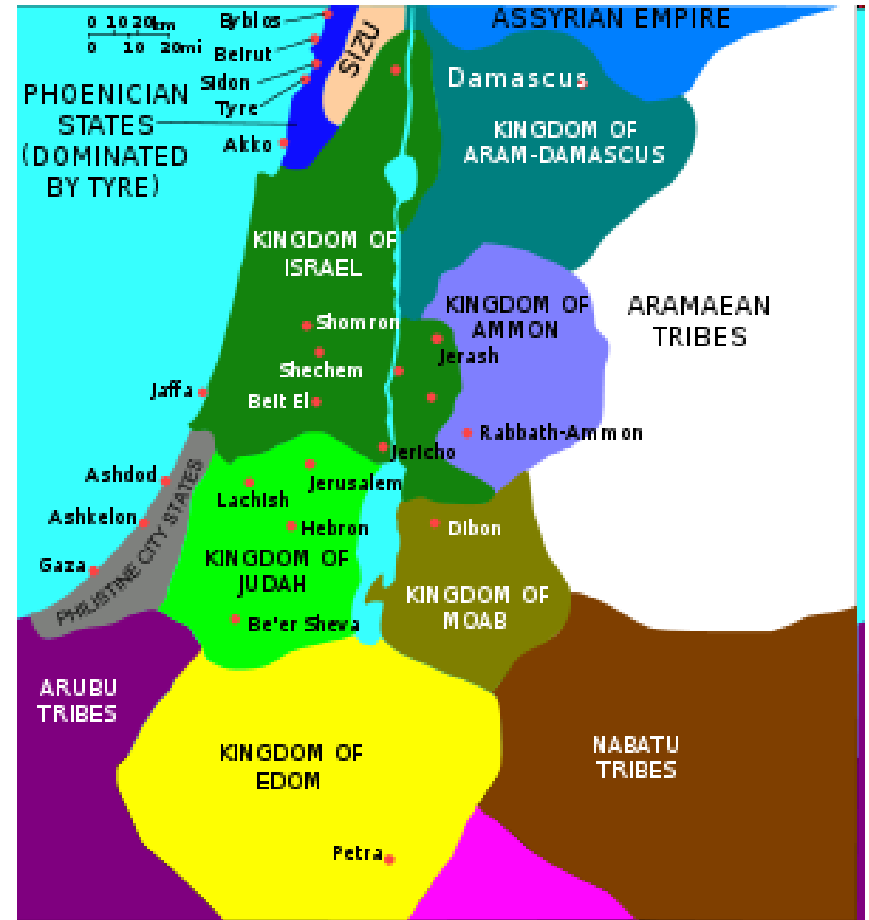 Byblos
0 10 20km
0 10 20mi
Beirut
Sidon
Tyre
Akko
PHOENICIAN
STATES
(DOMINATED
BY TYRE)
SIZU
ASSYRIAN EMPIRE
Damascus
KINGDOM OF
ARAM-DAMASCUS
KINGDOM OF
ISRAEL
KINGDOM OF
AMMON
ARAMAEAN
TRIBES
Shomron
Shechem
Jerash
Jaffa
Beit El
Rabbath-Ammon
Jericho
Ashdod
Jerusalem
Lachish
Ashkelon
Hebron
Dibon
PHILISTINE CITY STATES
Gaza
KINGDOM OF
JUDAH
KINGDOM OF
MOAB
Be'er Sheva
ARUBU
TRIBES
KINGDOM OF
EDOM
NABATU
TRIBES
Petra